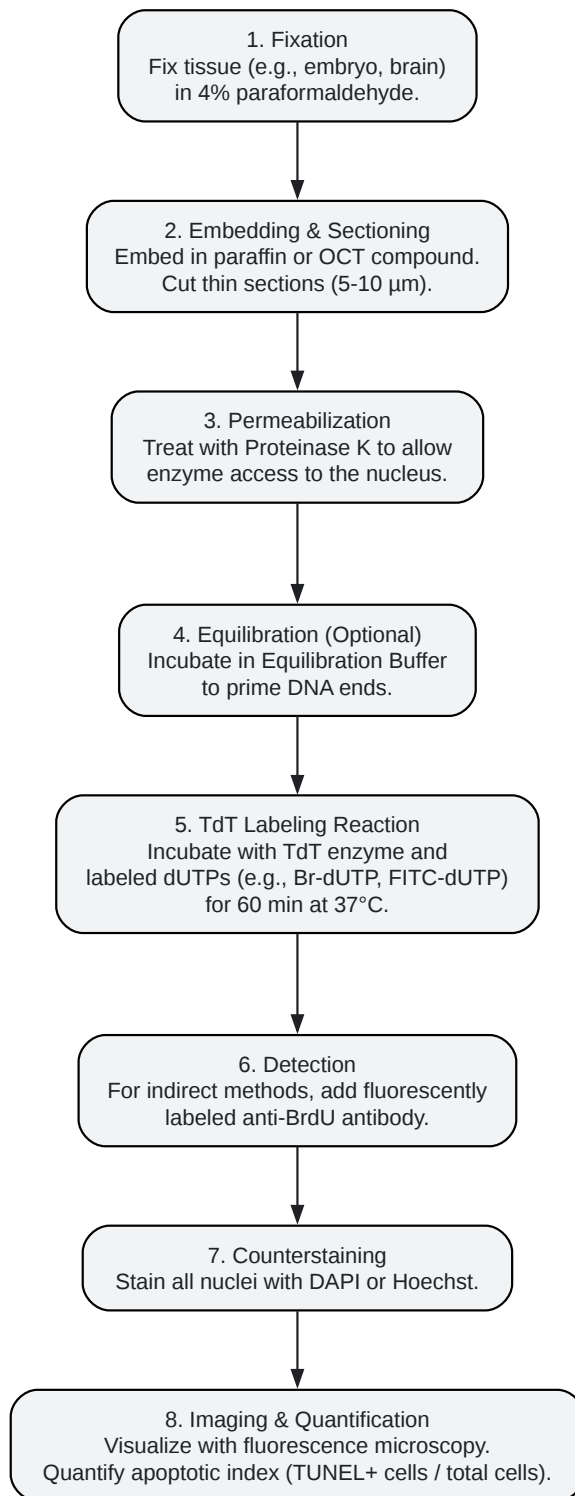 1. Fixation
Fix tissue (e.g., embryo, brain)
in 4% paraformaldehyde.
2. Embedding & Sectioning
Embed in paraffin or OCT compound.
Cut thin sections (5-10 µm).
3. Permeabilization
Treat with Proteinase K to allow
enzyme access to the nucleus.
4. Equilibration (Optional)
Incubate in Equilibration Buffer
to prime DNA ends.
5. TdT Labeling Reaction
Incubate with TdT enzyme and
labeled dUTPs (e.g., Br-dUTP, FITC-dUTP)
for 60 min at 37°C.
6. Detection
For indirect methods, add fluorescently
labeled anti-BrdU antibody.
7. Counterstaining
Stain all nuclei with DAPI or Hoechst.
8. Imaging & Quantification
Visualize with fluorescence microscopy.
Quantify apoptotic index (TUNEL+ cells / total cells).